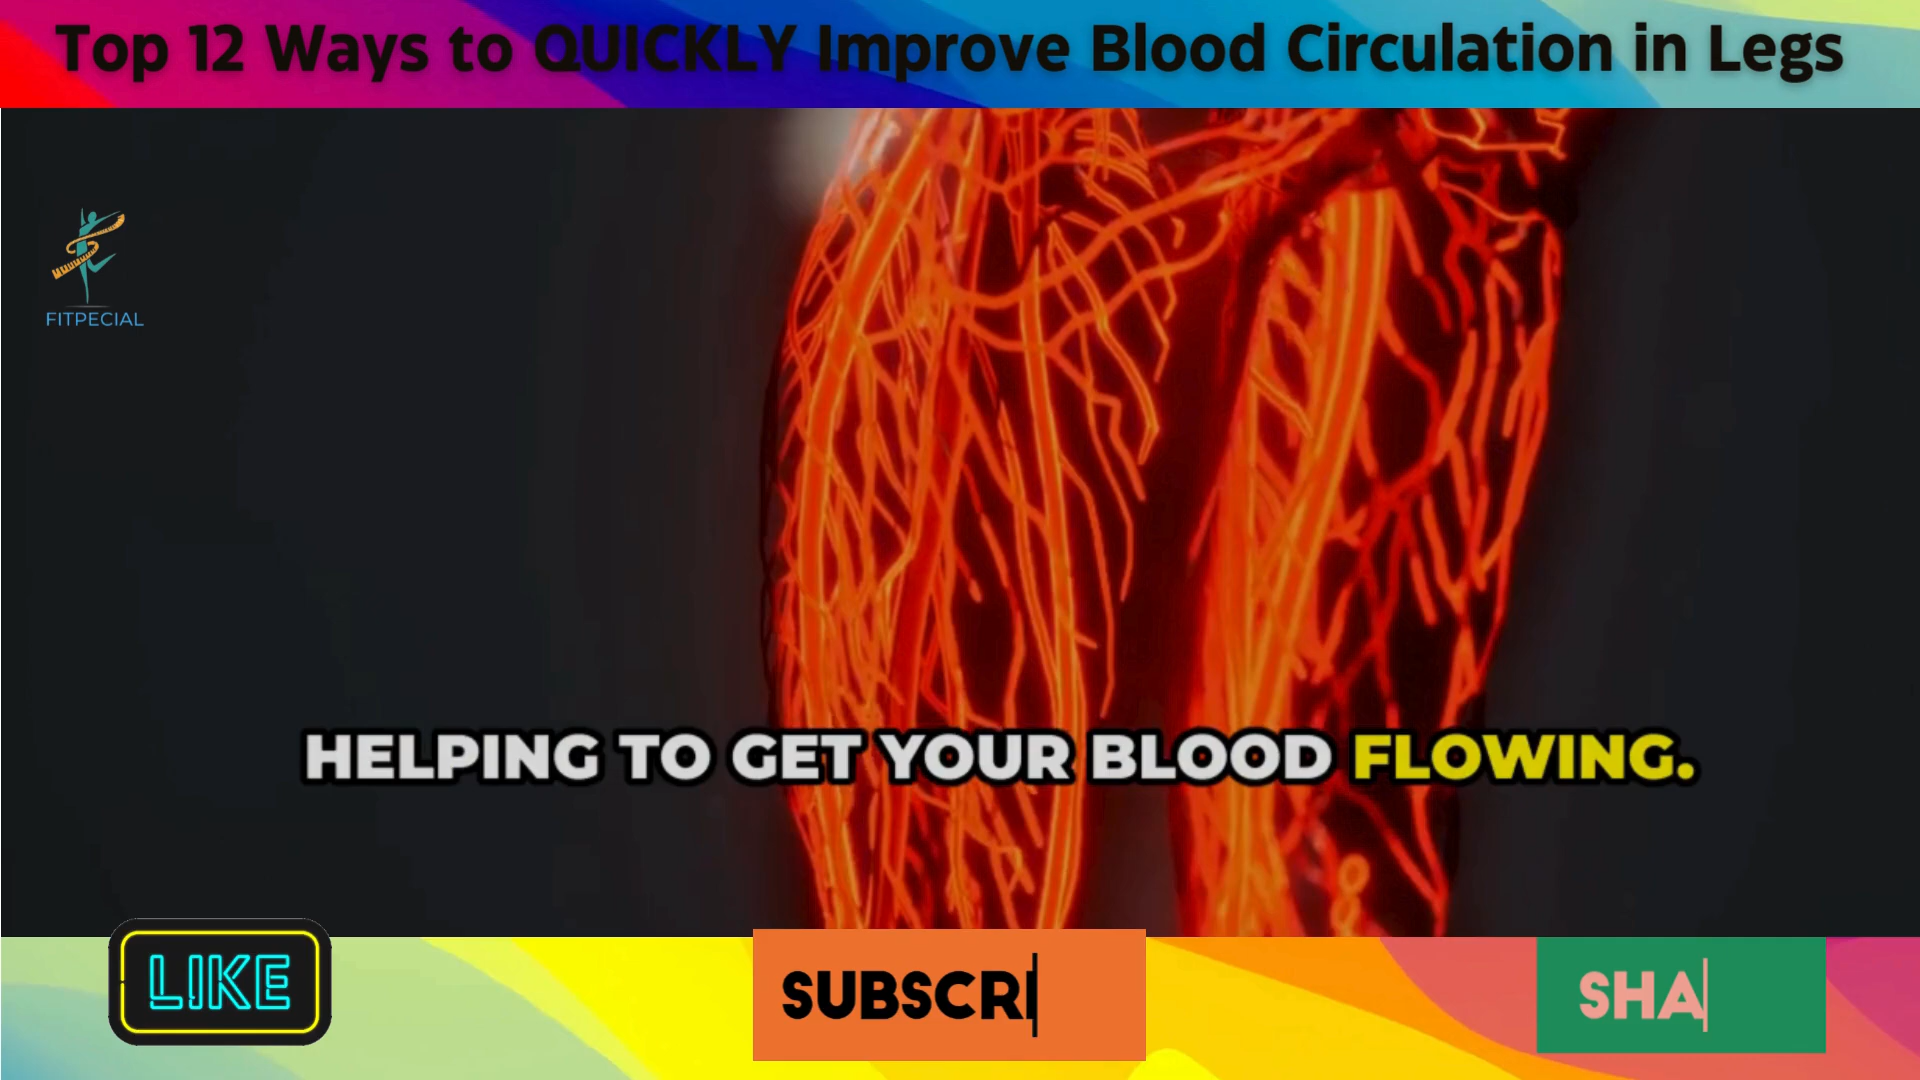 Top 12 Ways to QUICKLY Improve Blood Circulation in Legs
FITPECIAL
HELPING TO GET YOUR BLOOD FLOWING.
LIKE
SUBSCRI
SHA